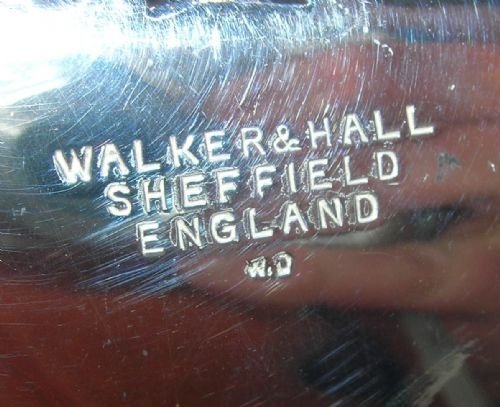 WALKER & HALL
SHEFFIELD
ENGLAND
W.D